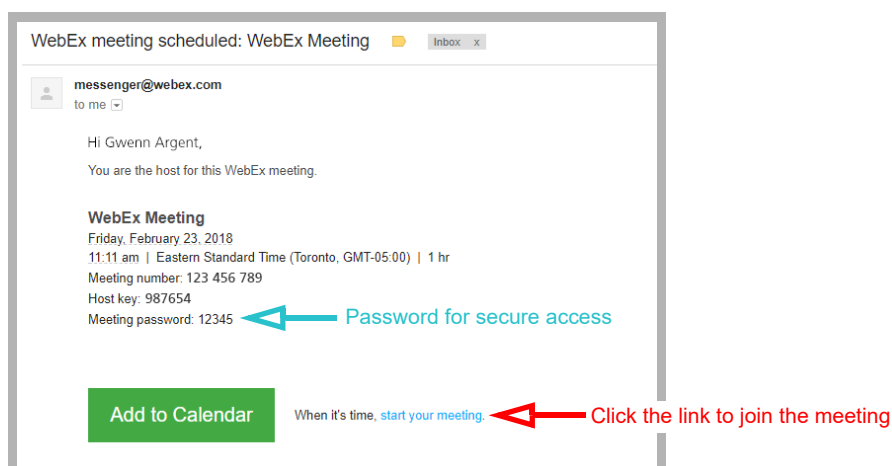 WebEx meeting scheduled: WebEx Meeting Inbox x
messenger@webex.com
to me
Hi Gwenn Argent,
You are the host for this WebEx meeting.
WebEx Meeting
Friday, February 23, 2018
11:11 am | Eastern Standard Time (Toronto, GMT-05:00) | 1 hr
Meeting number: 123 456 789
Host key: 987654
Meeting password: 12345 Password for secure access
Add to Calendar When it's time, start your meeting. Click the link to join the meeting